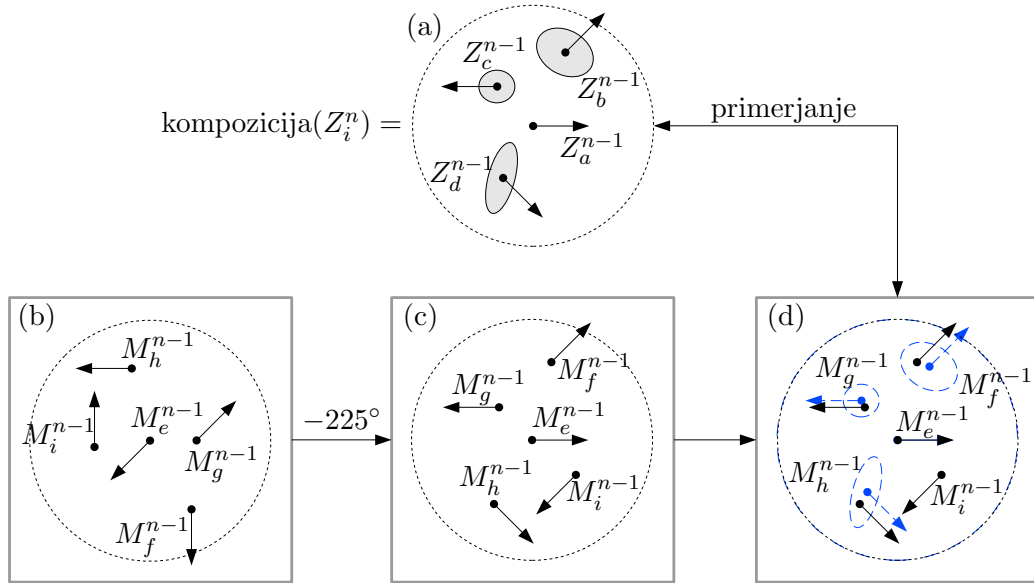 (a)
Z_c^{n-1}
Z_b^{n-1}
kompozicija(Z_i^n) =
primerjanje
Z_a^{n-1}
Z_d^{n-1}
(b)
M_h^{n-1}
M_i^{n-1}
M_e^{n-1}
M_g^{n-1}
M_f^{n-1}
−225°
(c)
M_f^{n-1}
M_g^{n-1}
M_e^{n-1}
M_h^{n-1}
M_i^{n-1}
(d)
M_g^{n-1}
M_f^{n-1}
M_e^{n-1}
M_h^{n-1}
M_i^{n-1}